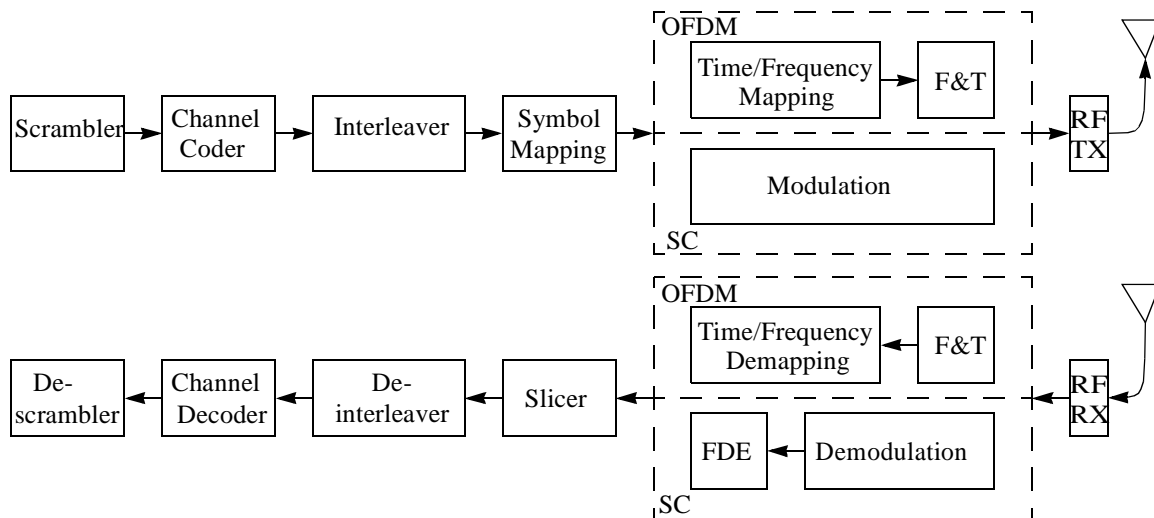 OFDM
Time/Frequency
Mapping
F&T
Scrambler
Channel
Coder
Interleaver
Symbol
Mapping
RF
TX
Modulation
SC
OFDM
Time/Frequency
Demapping
F&T
De-
scrambler
Channel
Decoder
De-
interleaver
Slicer
RF
RX
FDE
Demodulation
SC